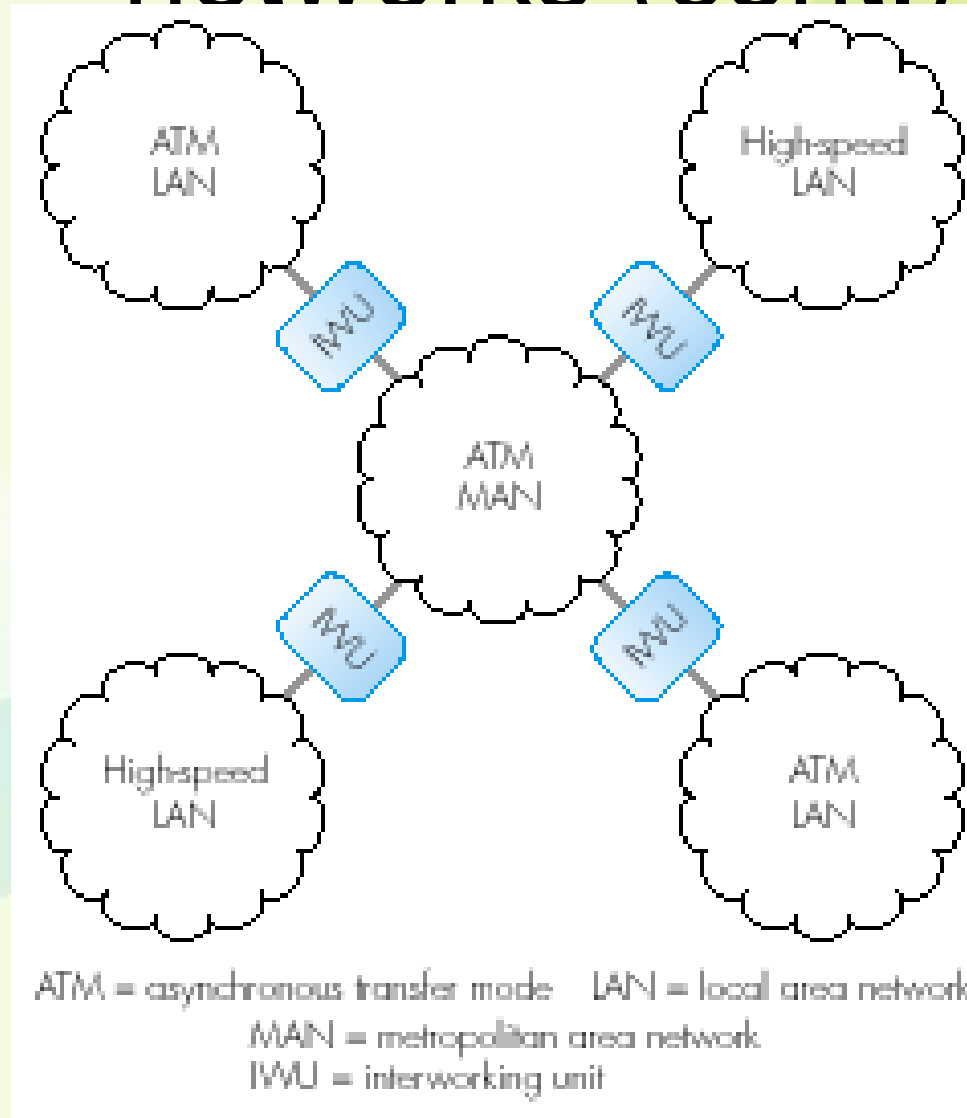 ATM
LAN
High-speed
LAN
IWU
IWU
ATM
MAN
IWU
IWU
High-speed
LAN
ATM
LAN
ATM = asynchronous transfer mode LAN = local area network
MAN = metropolitan area network
IWU = interworking unit